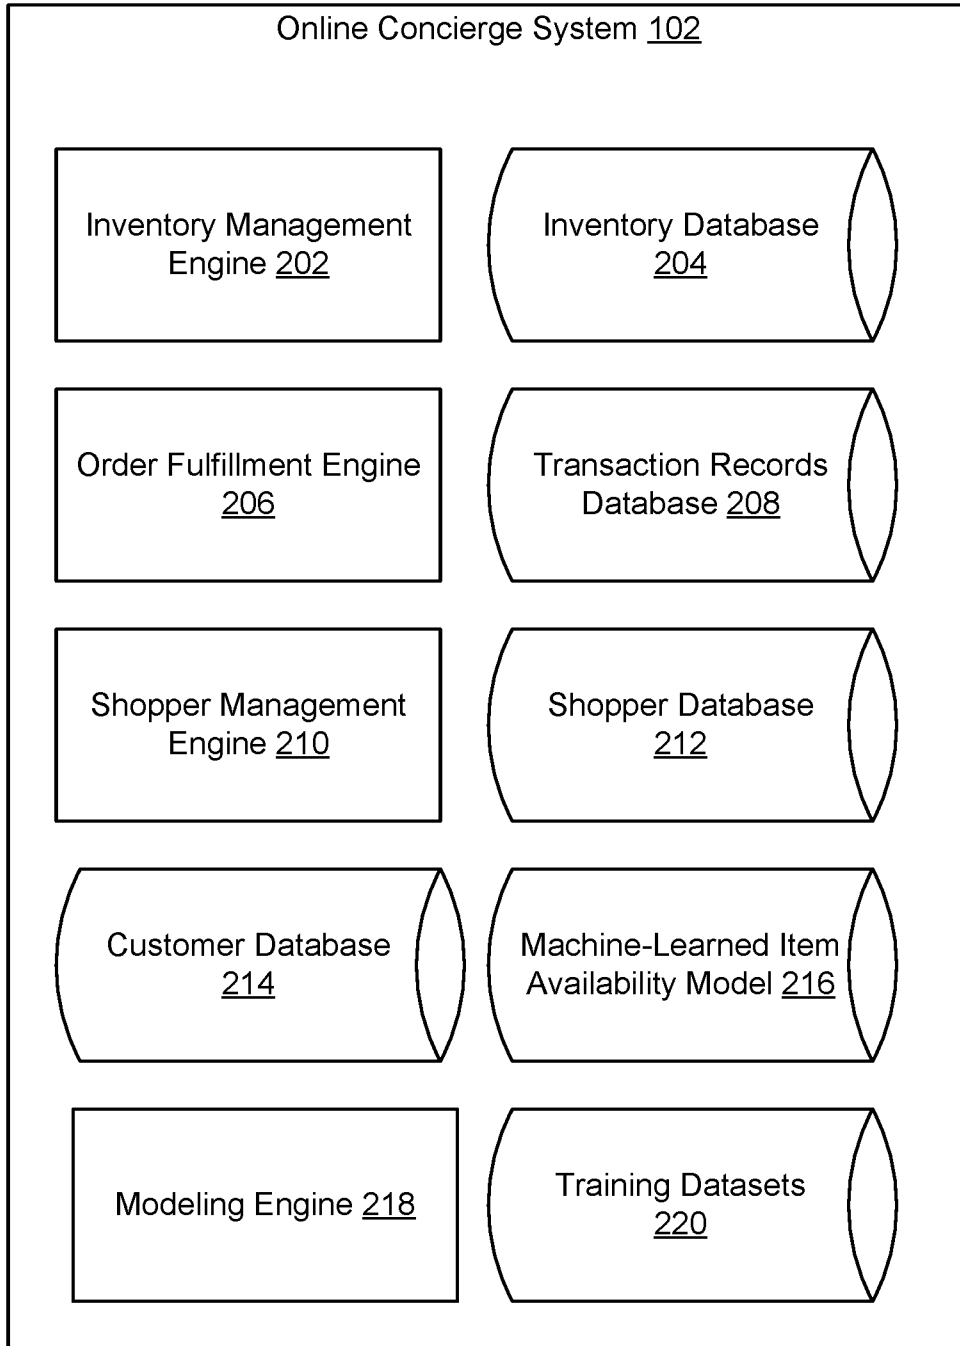 Online Concierge System 102
Inventory Management
Engine 202
Inventory Database
204
Order Fulfillment Engine
206
Transaction Records
Database 208
Shopper Management
Engine 210
Shopper Database
212
Customer Database
214
Machine-Learned Item
Availability Model 216
Modeling Engine 218
Training Datasets
220